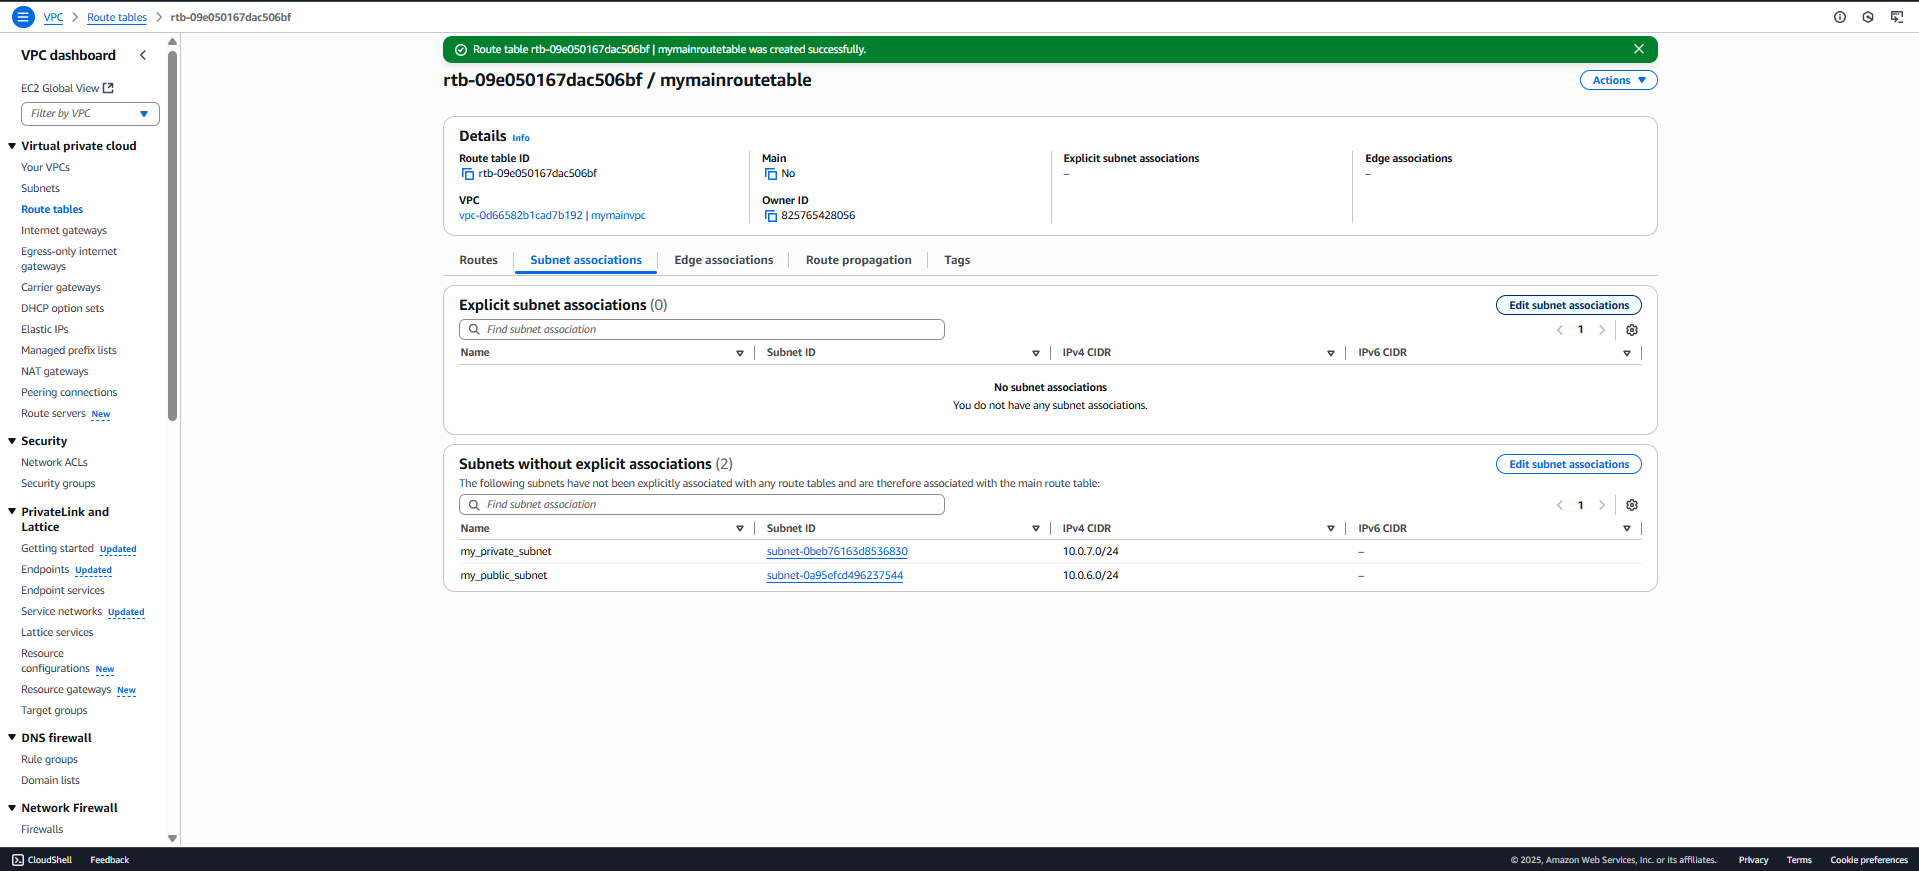 VPC > Route tables > rtb-09e050167dac506bf
VPC dashboard
EC2 Global View
Filter by VPC
Virtual private cloud
Your VPCs
Subnets
Route tables
Internet gateways
Egress-only internet
gateways
Carrier gateways
DHCP option sets
Elastic IPs
Managed prefix lists
NAT gateways
Peering connections
Route servers New
Security
Network ACLs
Security groups
PrivateLink and
Lattice
Getting started Updated
Endpoints Updated
Endpoint services
Service networks Updated
Lattice services
Resource
configurations New
Resource gateways New
Target groups
DNS firewall
Rule groups
Domain lists
Network Firewall
Firewalls
Route table rtb-09e050167dac506bf | mymainroutetable was created successfully.
rtb-09e050167dac506bf / mymainroutetable
Actions
Details Info
Route table ID
rtb-09e050167dac506bf
Main
No
Explicit subnet associations
–
Edge associations
–
VPC
vpc-0d66582b1cad7b192 | mymainvpc
Owner ID
825765428056
Routes Subnet associations Edge associations Route propagation Tags
Explicit subnet associations (0)
Edit subnet associations
Find subnet association
1
Name Subnet ID IPv4 CIDR IPv6 CIDR
No subnet associations
You do not have any subnet associations.
Subnets without explicit associations (2)
Edit subnet associations
The following subnets have not been explicitly associated with any route tables and are therefore associated with the main route table:
Find subnet association
1
Name Subnet ID IPv4 CIDR IPv6 CIDR
my_private_subnet subnet-0beb76163d8536830 10.0.7.0/24 –
my_public_subnet subnet-0a95efcd496237544 10.0.6.0/24 –
CloudShell Feedback © 2025, Amazon Web Services, Inc. or its affiliates. Privacy Terms Cookie preferences